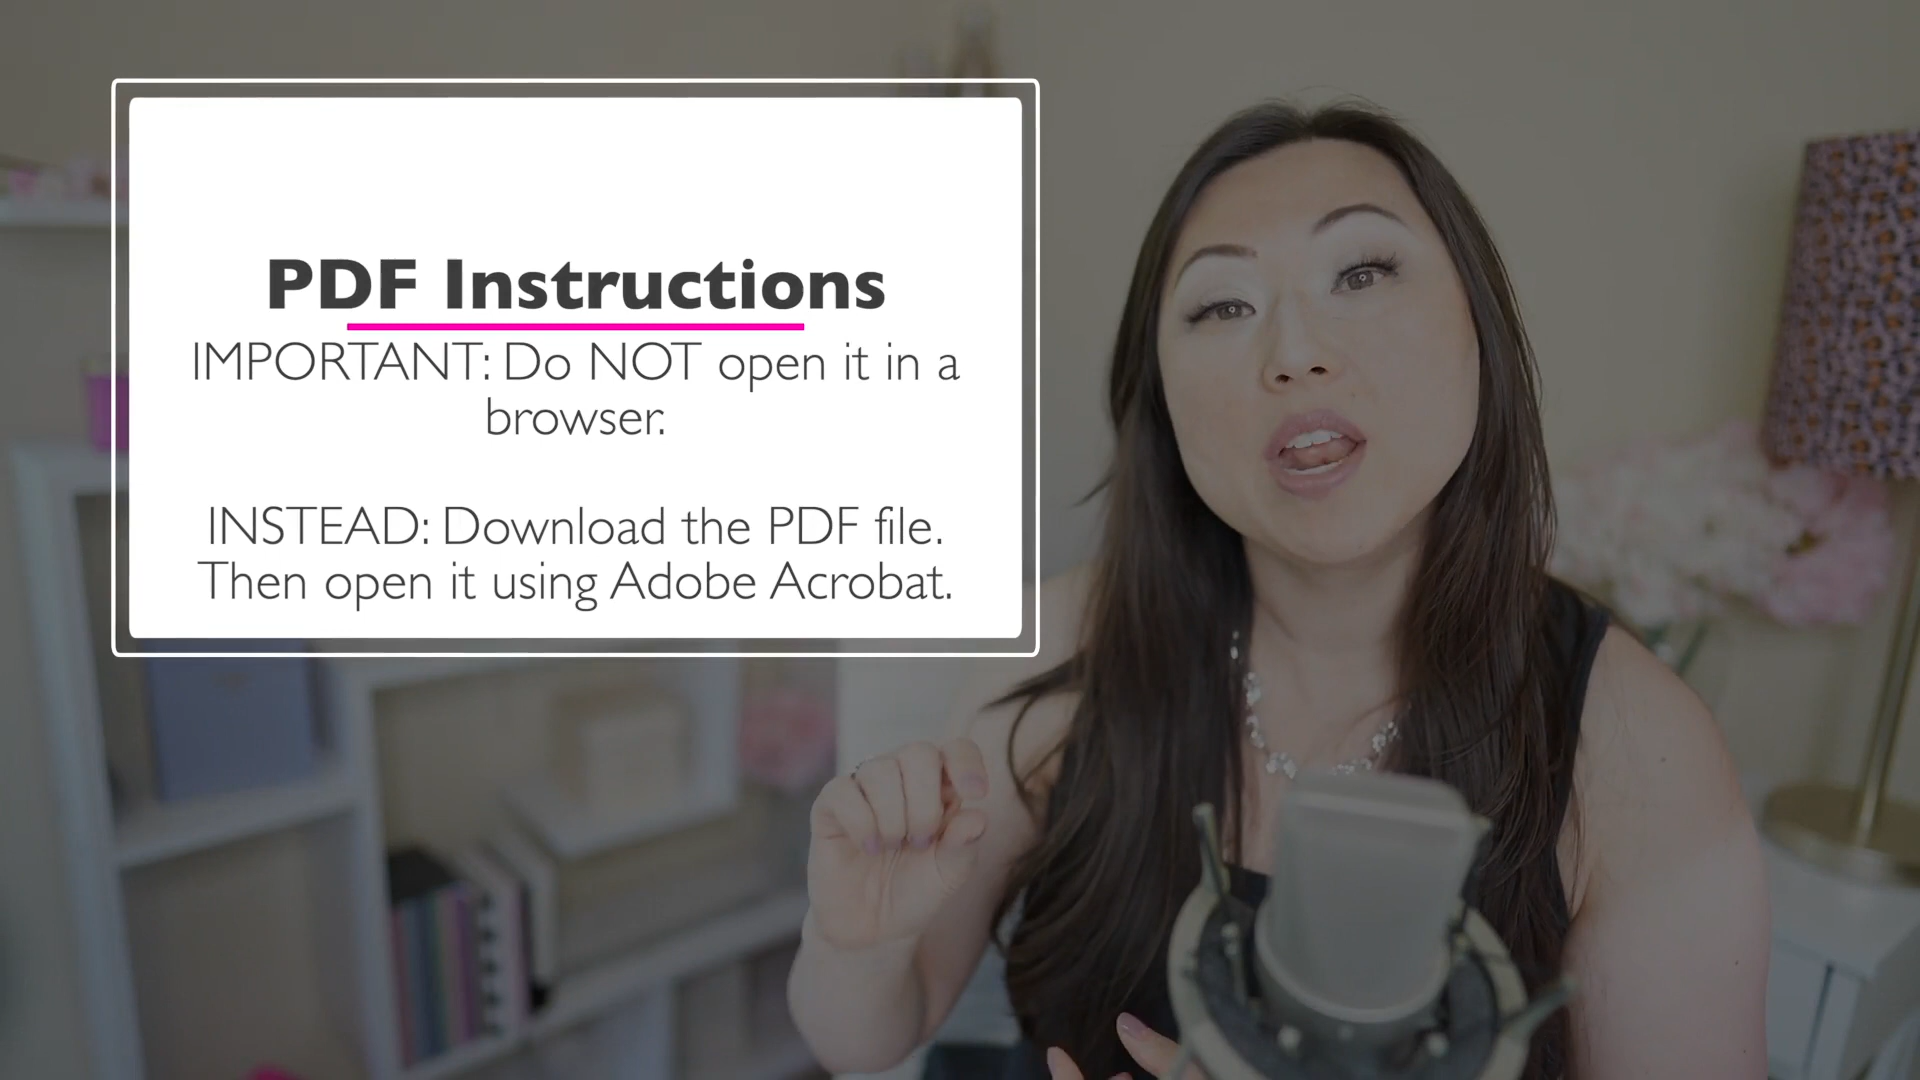 PDF Instructions
IMPORTANT: Do NOT open it in a
browser.
INSTEAD: Download the PDF file.
Then open it using Adobe Acrobat.